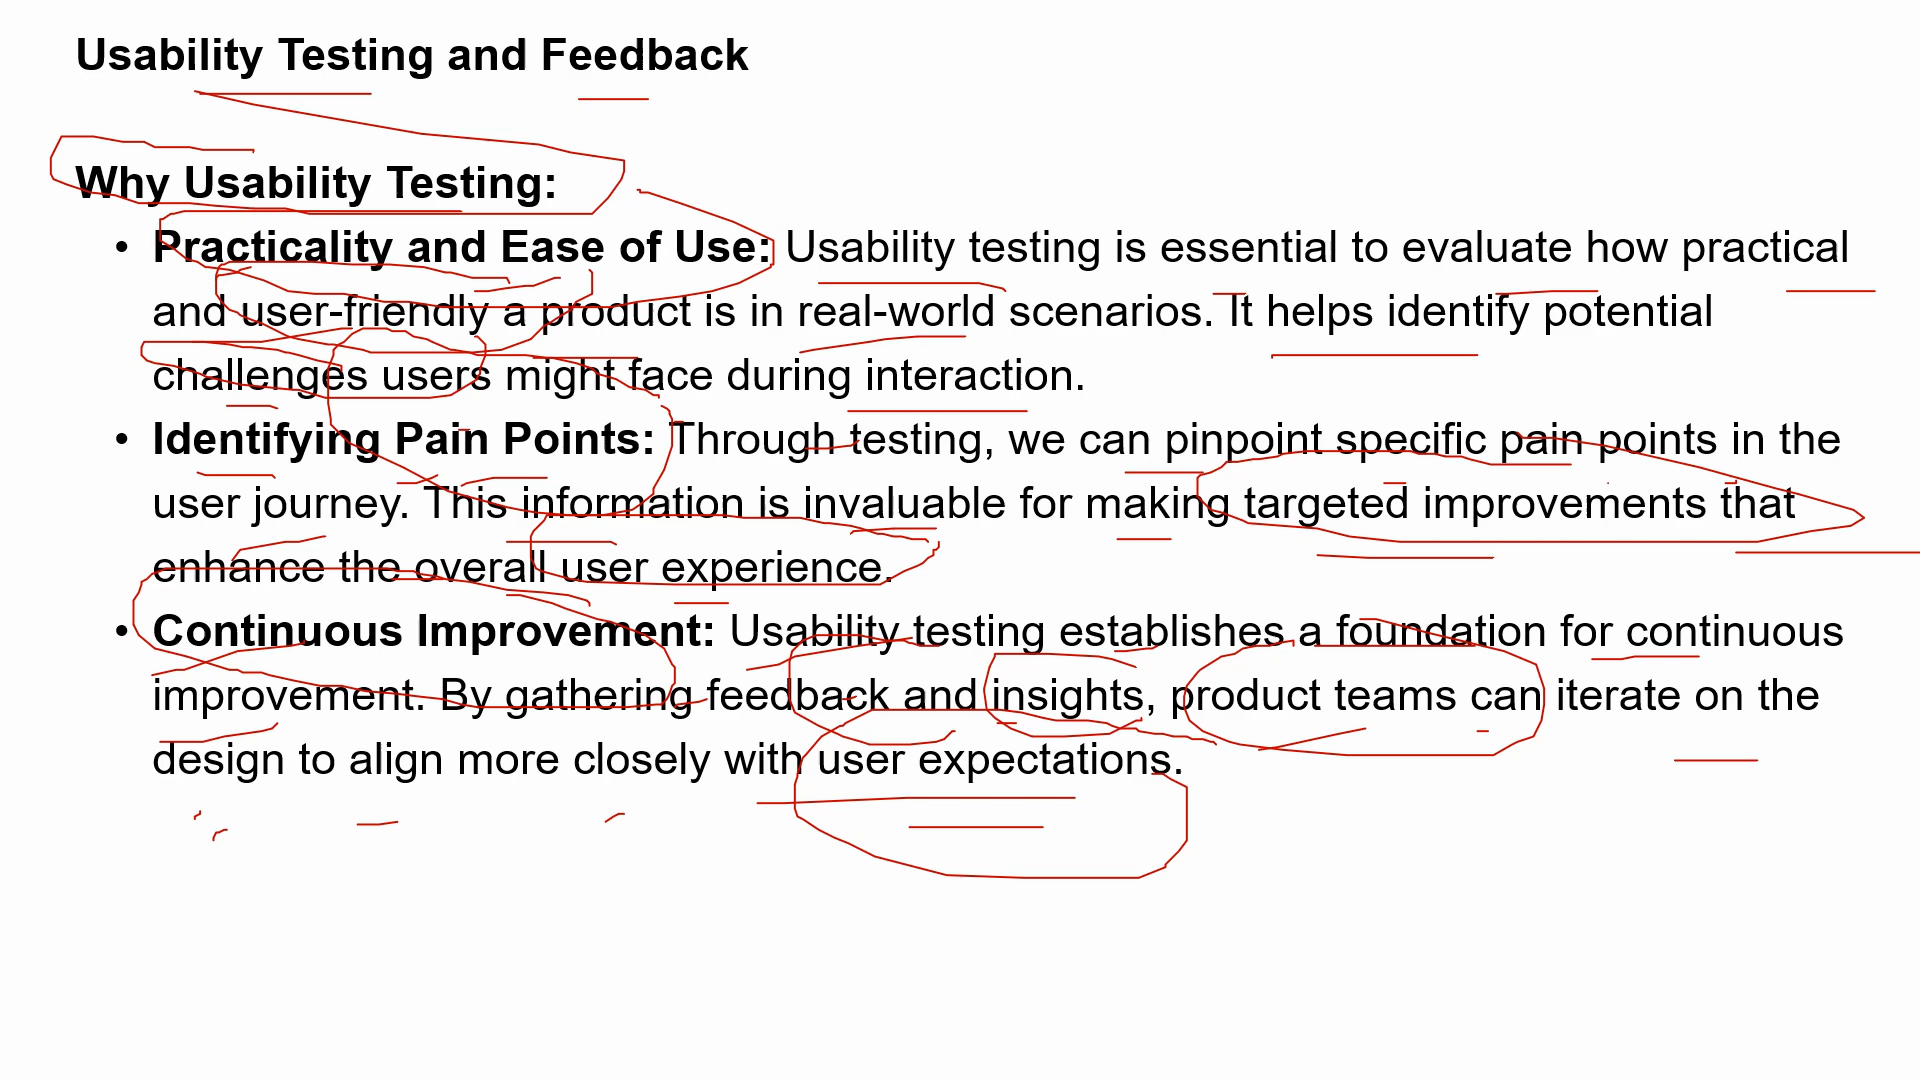 Usability Testing and Feedback
Why Usability Testing:
• Practicality and Ease of Use: Usability testing is essential to evaluate how practical
and user-friendly a product is in real-world scenarios. It helps identify potential
challenges users might face during interaction.
• Identifying Pain Points: Through testing, we can pinpoint specific pain points in the
user journey. This information is invaluable for making targeted improvements that
enhance the overall user experience.
• Continuous Improvement: Usability testing establishes a foundation for continuous
improvement. By gathering feedback and insights, product teams can iterate on the
design to align more closely with user expectations.